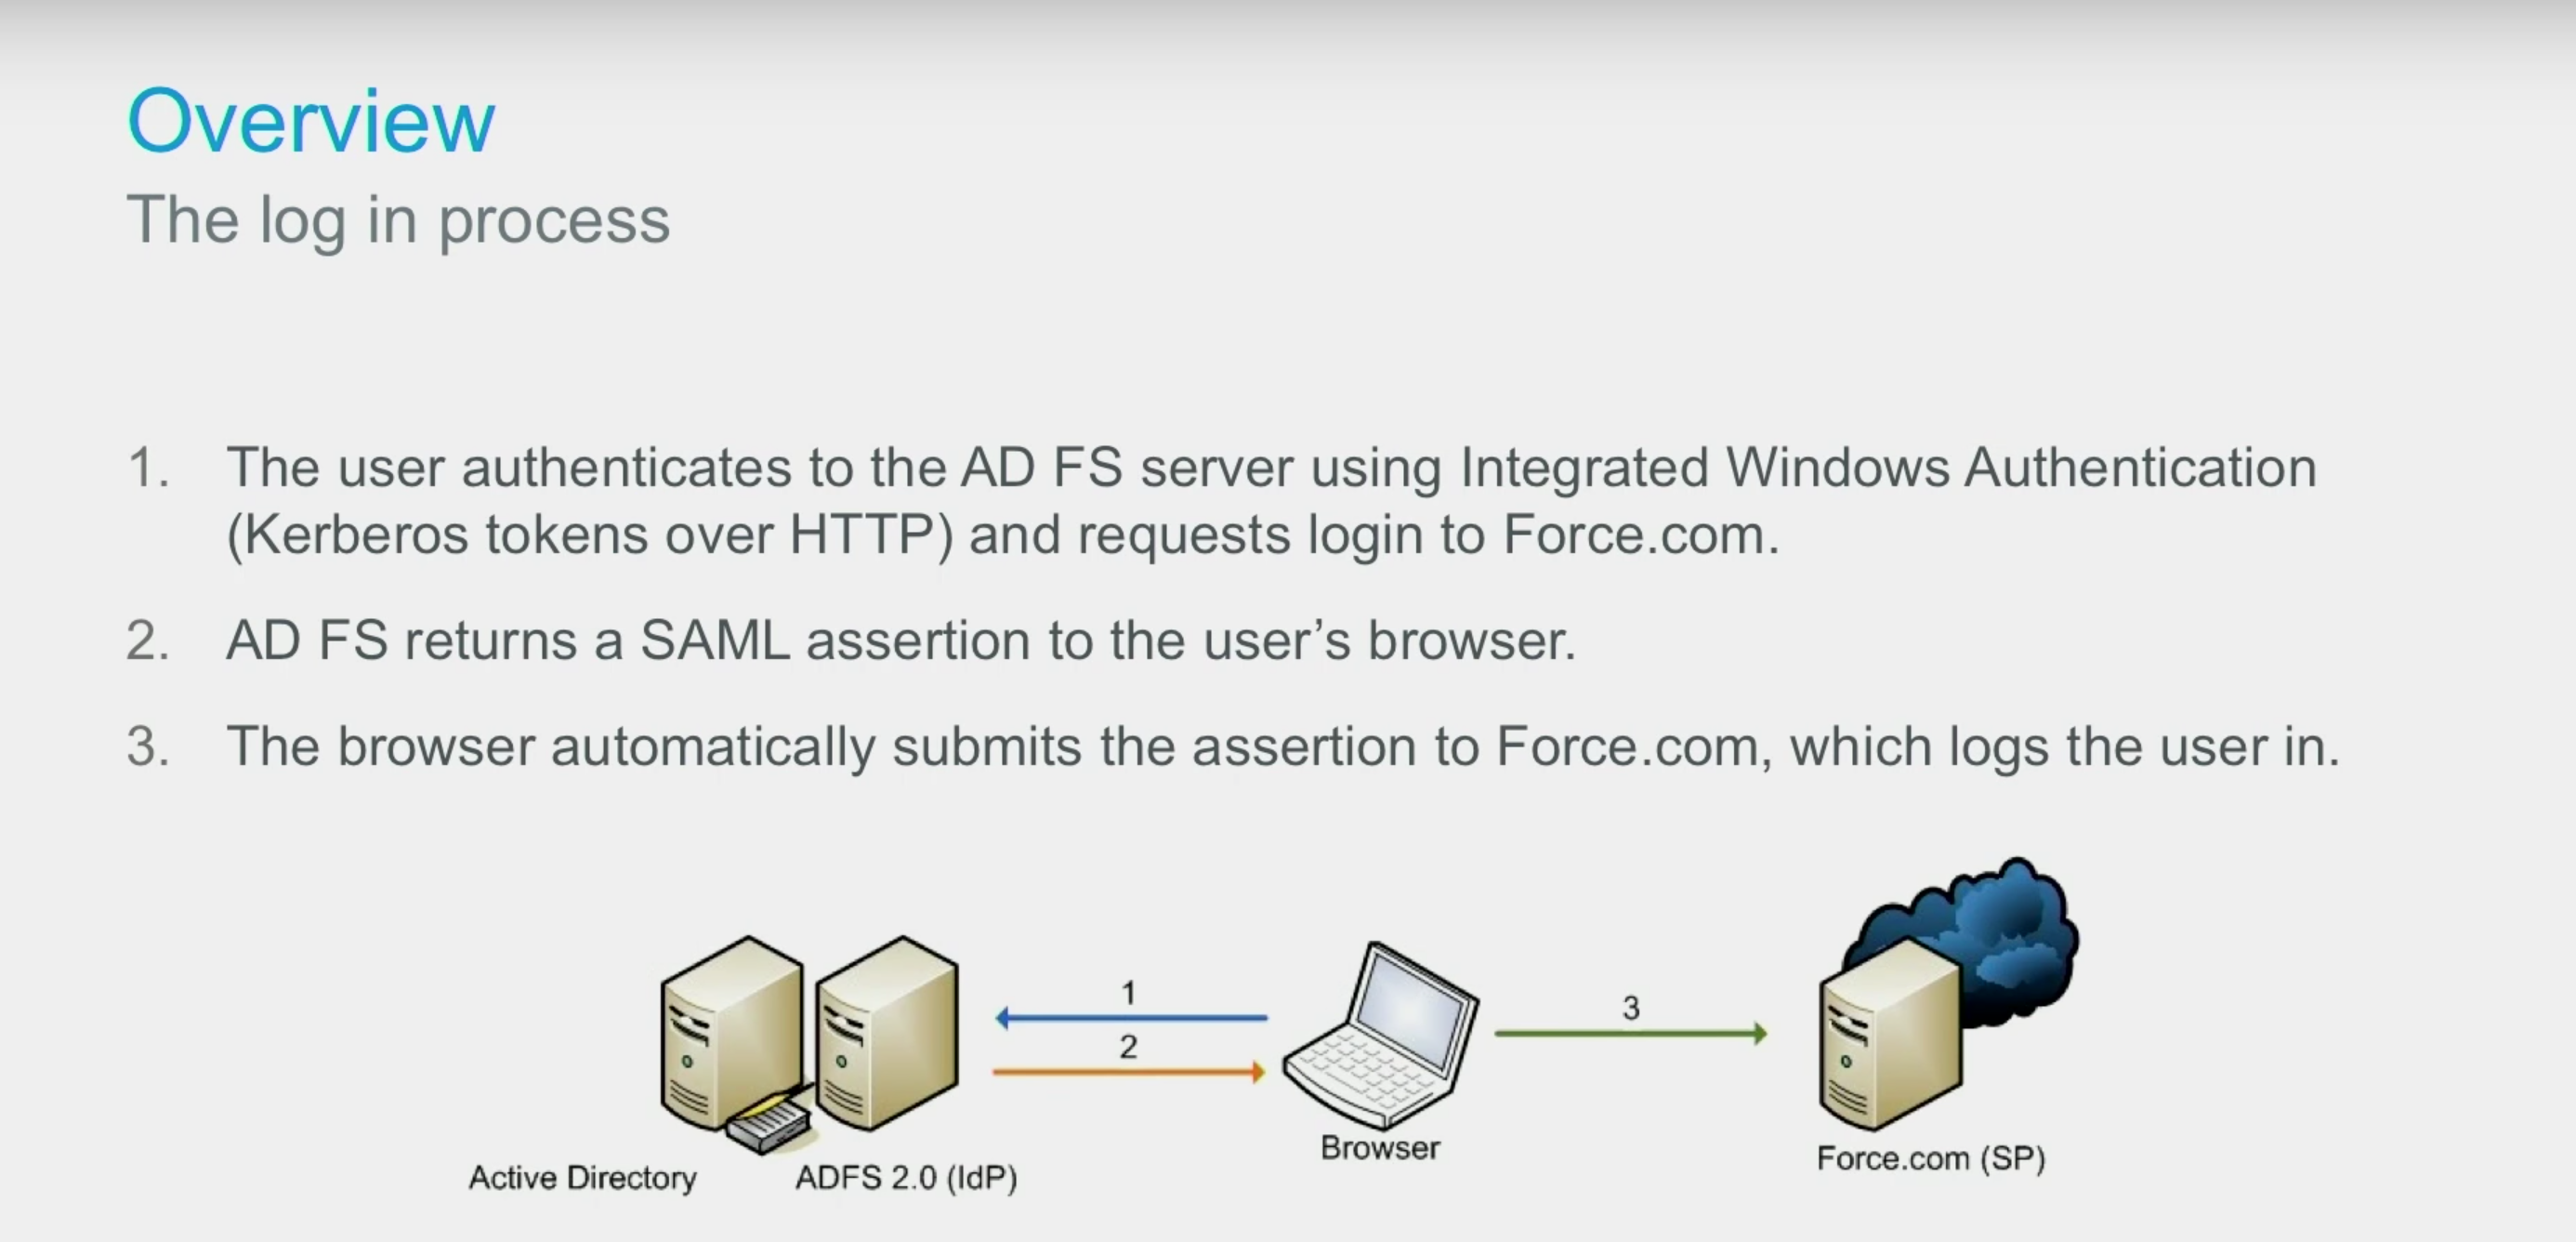 Overview
The log in process
1. The user authenticates to the AD FS server using Integrated Windows Authentication
(Kerberos tokens over HTTP) and requests login to Force.com.
2. AD FS returns a SAML assertion to the user’s browser.
3. The browser automatically submits the assertion to Force.com, which logs the user in.
1
2
3
Active Directory
ADFS 2.0 (IdP)
Browser
Force.com (SP)